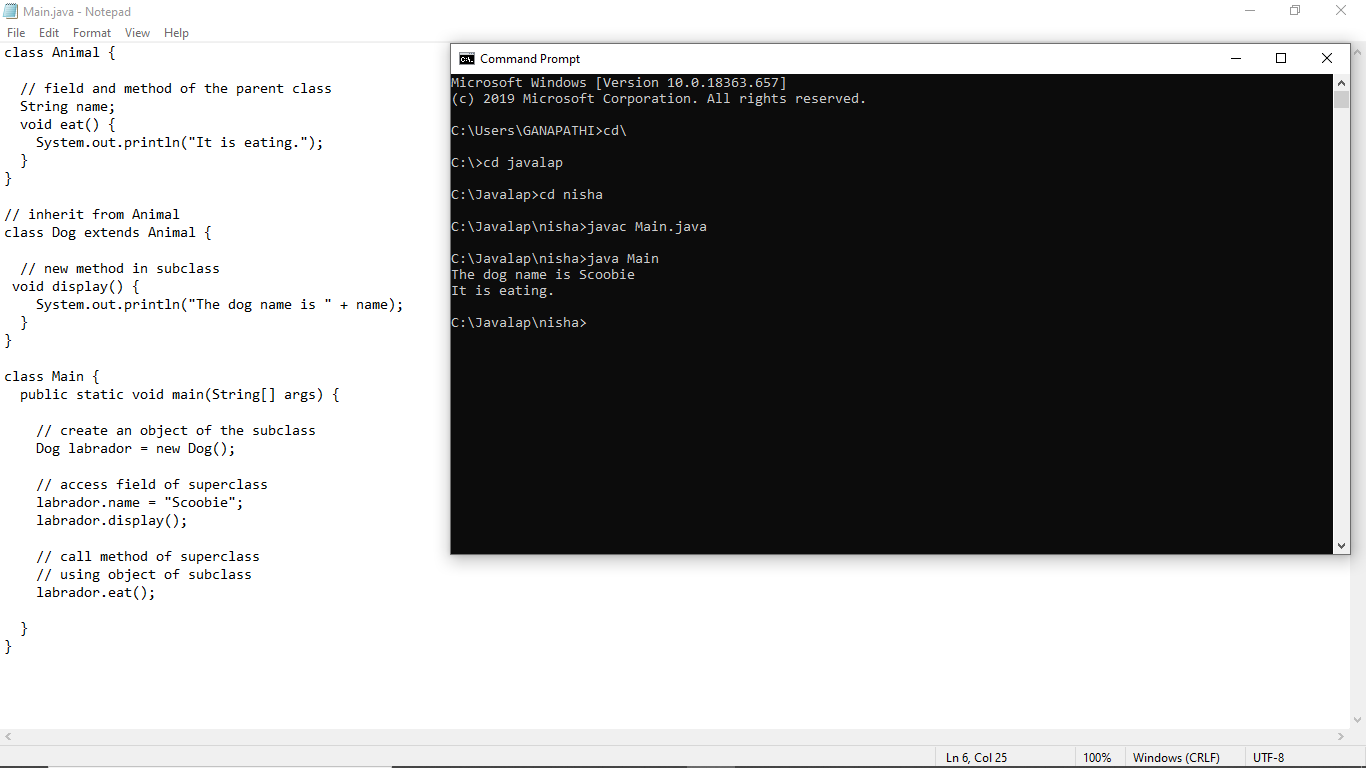 Main.java - Notepad
File Edit Format View Help
class Animal {
// field and method of the parent class
String name;
void eat() {
System.out.println("It is eating.");
}
}
// inherit from Animal
class Dog extends Animal {
// new method in subclass
void display() {
System.out.println("The dog name is " + name);
}
}
class Main {
public static void main(String[] args) {
// create an object of the subclass
Dog labrador = new Dog();
// access field of superclass
labrador.name = "Scoobie";
labrador.display();
// call method of superclass
// using object of subclass
labrador.eat();
}
}
Command Prompt
Microsoft Windows [Version 10.0.18363.657]
(c) 2019 Microsoft Corporation. All rights reserved.
C:\Users\GANAPATHI>cd\
C:\>cd javalap
C:\Javalap>cd nisha
C:\Javalap\nisha>javac Main.java
C:\Javalap\nisha>java Main
The dog name is Scoobie
It is eating.
C:\Javalap\nisha>
Ln 6, Col 25 100% Windows (CRLF) UTF-8